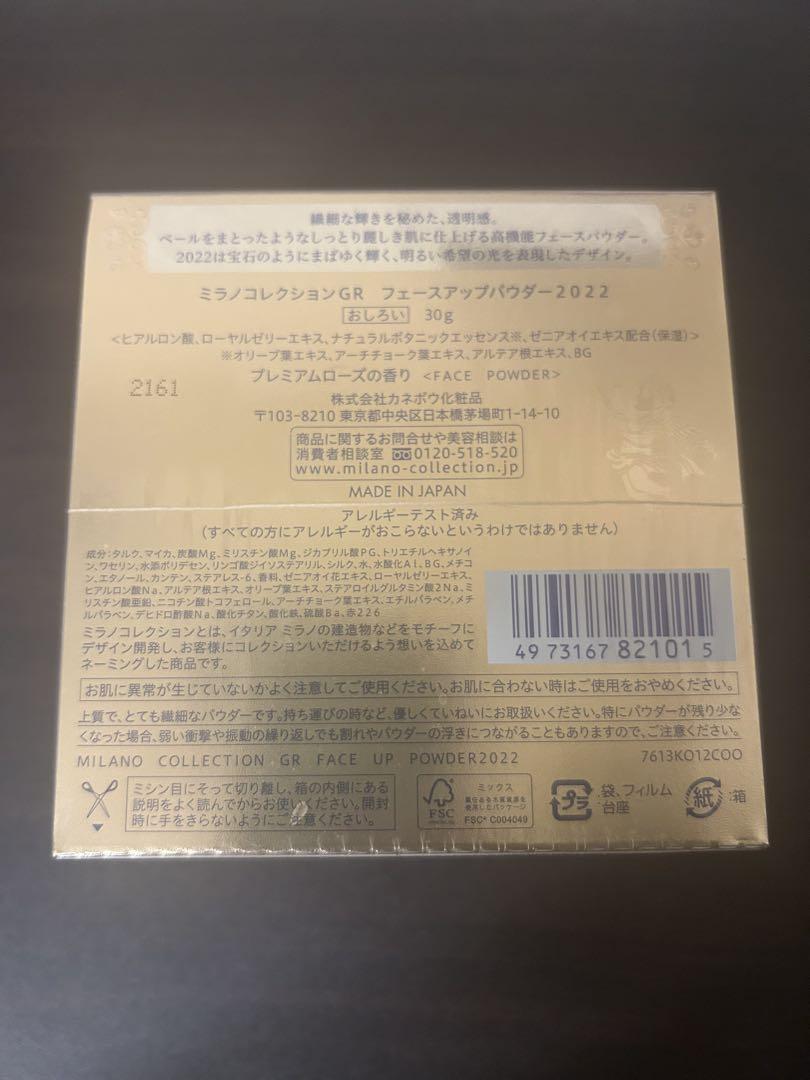 繊細な輝きを秘めた、透明感。
ベールをまとったようなしっとり麗しき肌に仕上げる高機能フェースパウダー。
2022は宝石のようにまばゆく輝く、明るい希望の光を表現したデザイン。
ミラノコレクションGR フェースアップパウダー2022
おしろい 30g
<ヒアルロン酸、ローヤルゼリーエキス、ナチュラルボタニックエッセンス※、ゼニアオイエキス配合(保湿)>
※オリーブ葉エキス、アーチチョーク葉エキス、アルテア根エキス、BG
2161
プレミアムローズの香り <FACE POWDER>
株式会社カネボウ化粧品
〒103-8210 東京都中央区日本橋茅場町1-14-10
商品に関するお問合せや美容相談は
消費者相談室 0120-518-520
www.milano-collection.jp
MADE IN JAPAN
アレルギーテスト済み
(すべての方にアレルギーがおこらないというわけではありません)
成分:タルク、マイカ、炭酸Mg、ミリスチン酸Mg、ジカプリル酸PG、トリエチルヘキサノイ
ン、ワセリン、水添ポリデセン、リンゴ酸ジイソステアリル、シルク、水、水酸化Al、BG、メチコ
ン、エタノール、カンテン、ステアレス-6、香料、ゼニアオイ花エキス、ローヤルゼリーエキス、
ヒアルロン酸Na、アルテア根エキス、オリーブ葉エキス、ステアロイルグルタミン酸2Na、ミ
リスチン酸亜鉛、ニコチン酸トコフェロール、アーチチョーク葉エキス、エチルパラベン、メチ
ルパラベン、デヒドロ酢酸Na、酸化チタン、酸化鉄、硫酸Ba、赤226
ミラノコレクションとは、イタリア ミラノの建造物などをモチーフに
デザイン開発し、お客様にコレクションいただけるよう想いを込めて
ネーミングした商品です。
4973167821015
お肌に異常が生じていないかよく注意してご使用ください。お肌に合わない時はご使用をおやめください。
上質で、とても繊細なパウダーです。持ち運びの時など、優しくていねいにお取扱いください。特にパウダーが残り少な
くなった場合、弱い衝撃や振動の繰り返しでも割れやパウダーの浮きにつながることもありますので、ご注意ください。
MILANO COLLECTION GR FACE UP POWDER2022 7613KO12COO
ミシン目にそって切り離し、箱の内側にある
説明をよく読んでからお使いください。開封
時に手をきらないようにご注意ください。
FSC
ミックス
責任ある木質資源を
使用したパッケージ
FSC® C004049
プラ :袋、フィルム
:台座
紙 :箱